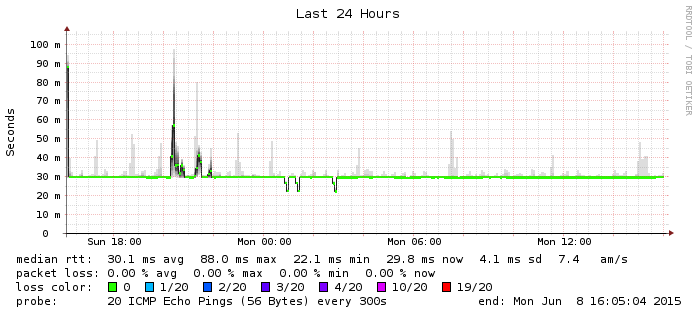 Last 24 Hours
RRDTOOL / TOBI OETIKER
Seconds
100 m
90 m
80 m
70 m
60 m
50 m
40 m
30 m
20 m
10 m
0
Sun 18:00 Mon 00:00 Mon 06:00 Mon 12:00
median rtt: 30.1 ms avg 88.0 ms max 22.1 ms min 29.8 ms now 4.1 ms sd 7.4 am/s
packet loss: 0.00 % avg 0.00 % max 0.00 % min 0.00 % now
loss color: 0 1/20 2/20 3/20 4/20 10/20 19/20
probe: 20 ICMP Echo Pings (56 Bytes) every 300s end: Mon Jun 8 16:05:04 2015